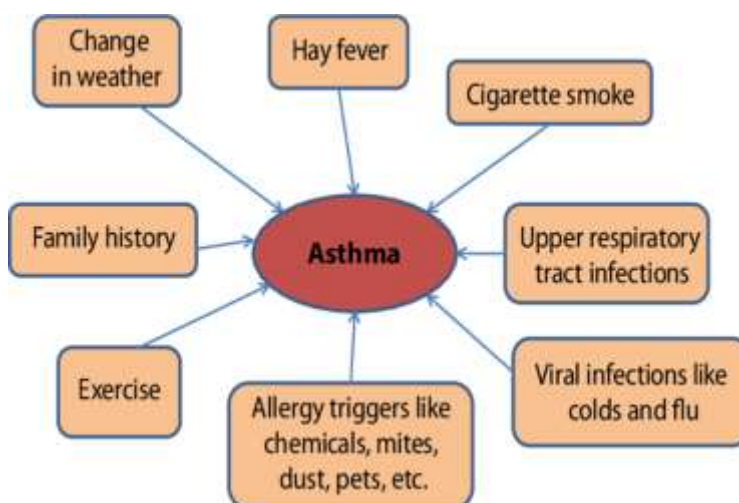 Change
in weather
Hay fever
Cigarette smoke
Family history
Asthma
Upper respiratory
tract infections
Exercise
Allergy triggers like
chemicals, mites,
dust, pets, etc.
Viral infections like
colds and flu